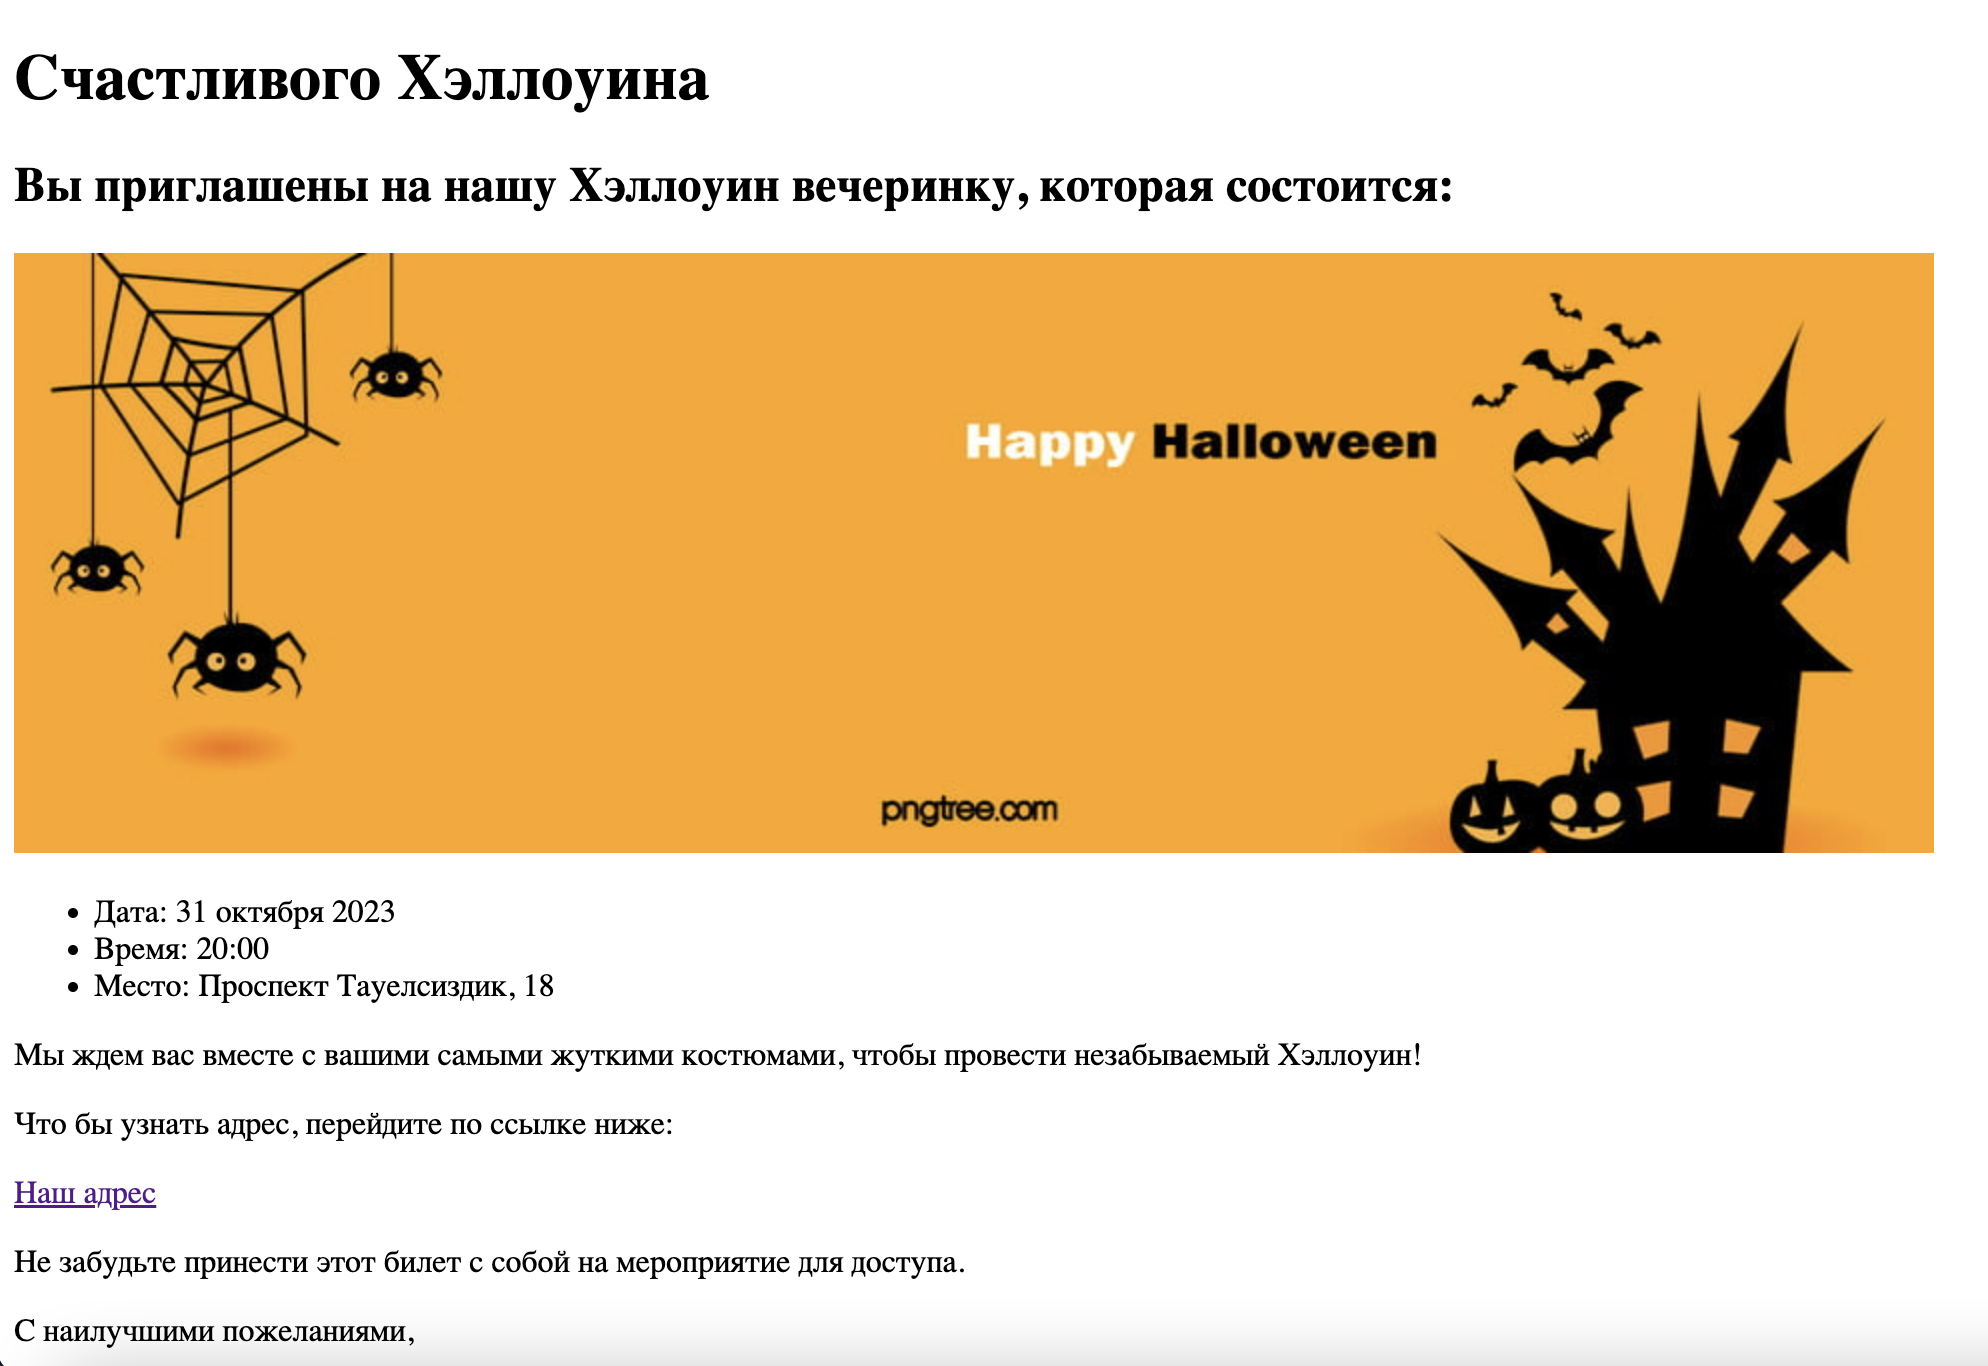 Счастливого Хэллоуина
Вы приглашены на нашу Хэллоуин вечеринку, которая состоится:
Happy Halloween
pngtree.com
Дата: 31 октября 2023
Время: 20:00
Место: Проспект Тауелсиздик, 18
Мы ждем вас вместе с вашими самыми жуткими костюмами, чтобы провести незабываемый Хэллоуин!
Что бы узнать адрес, перейдите по ссылке ниже:
Наш адрес
Не забудьте принести этот билет с собой на мероприятие для доступа.
С наилучшими пожеланиями,